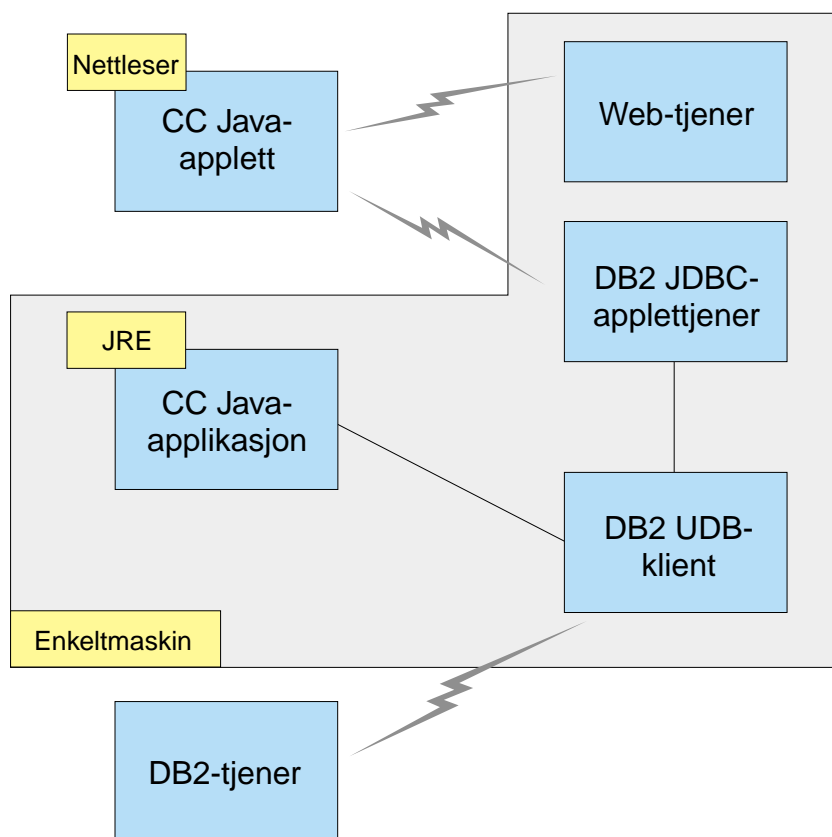 Nettleser
CC Java-
applett
Web-tjener
DB2 JDBC-
applettjener
JRE
CC Java-
applikasjon
DB2 UDB-
klient
Enkeltmaskin
DB2-tjener